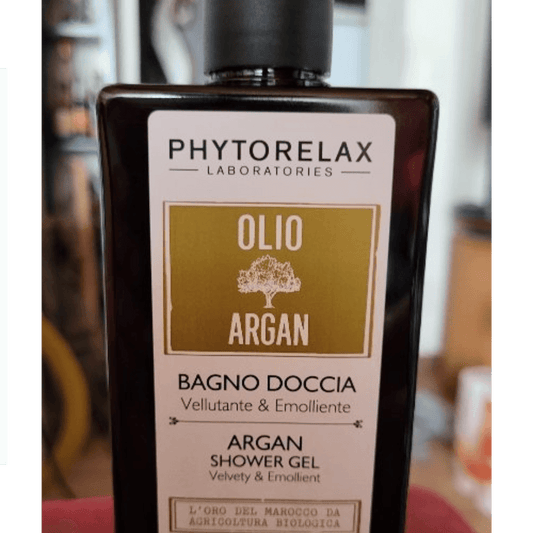 PHYTORELAX
LABORATORIES
OLIO
ARGAN
BAGNO DOCCIA
Vellutante & Emolliente
ARGAN
SHOWER GEL
Velvety & Emollient
L'ORO DEL MAROCCO DA
AGRICOLTURA BIOLOGICA